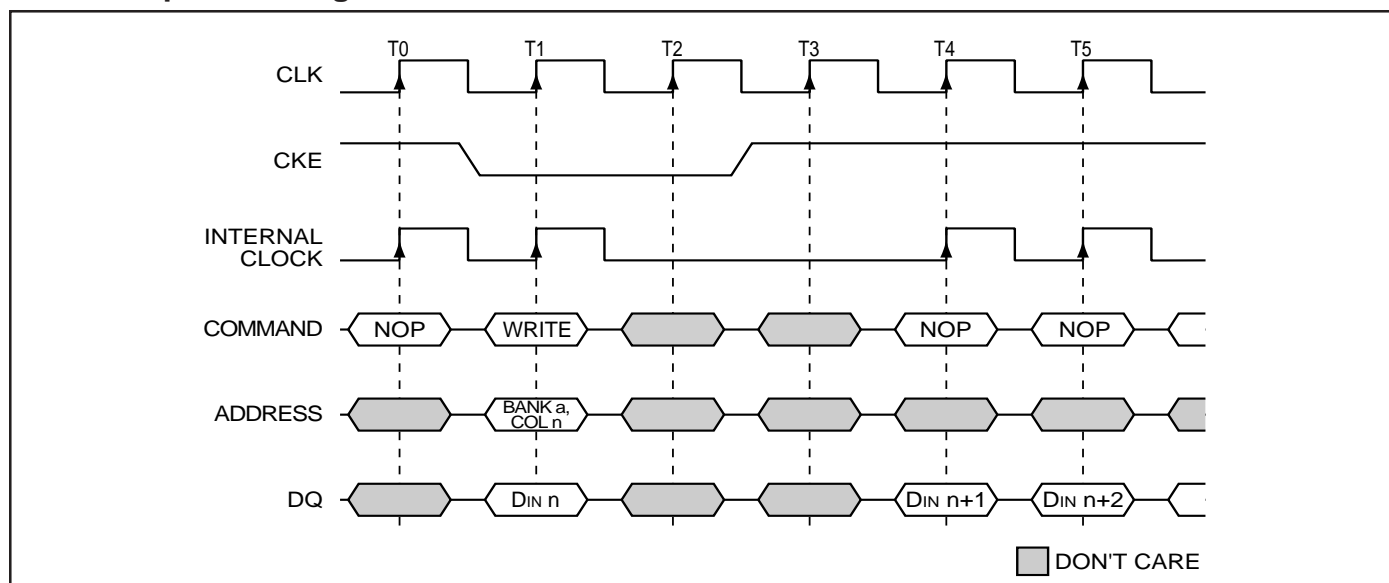 T0 T1 T2 T3 T4 T5
CLK
CKE
INTERNAL
CLOCK
COMMAND NOP WRITE NOP NOP
ADDRESS BANK a,
COL n
DQ DIN n DIN n+1 DIN n+2
DON'T CARE